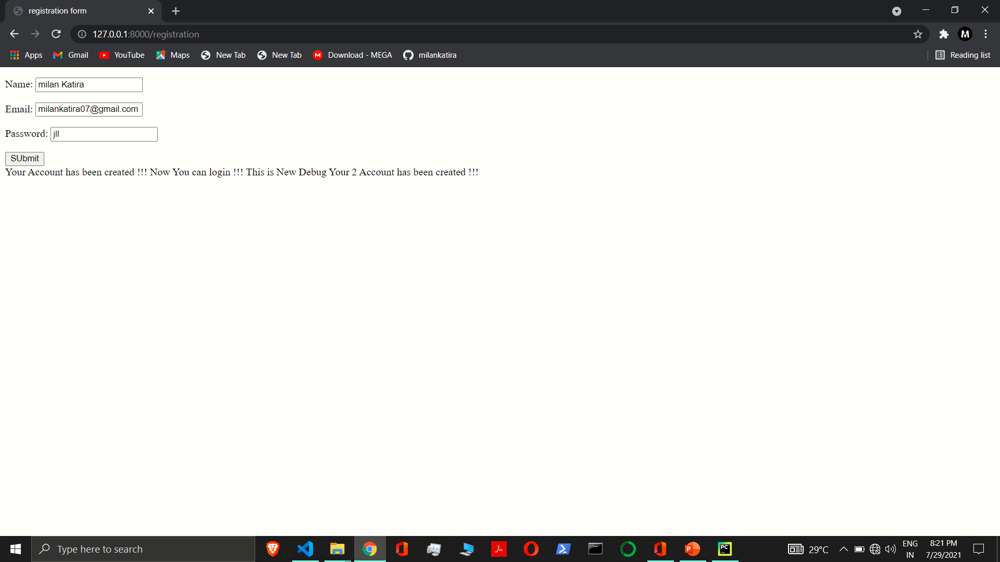 registration form
127.0.0.1:8000/registration
M
Apps Gmail YouTube Maps New Tab New Tab M Download - MEGA milankatira Reading list
Name: milan Katira
Email: milankatira07@gmail.com
Password: jll
SUbmit
Your Account has been created !!! Now You can login !!! This is New Debug Your 2 Account has been created !!!
Type here to search P PC 29°C ENG 8:21 PM
IN 7/29/2021